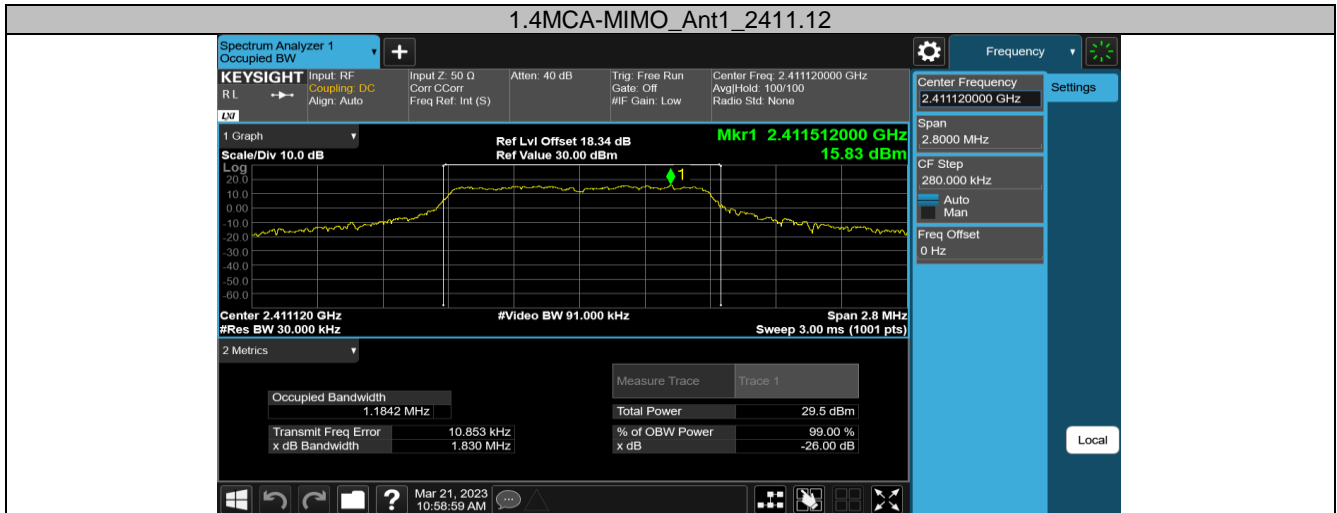 1.4MCA-MIMO_Ant1_2411.12
Spectrum Analyzer 1
Occupied BW
Frequency
KEYSIGHT
R L
LXI
Input: RF
Coupling: DC
Align: Auto
Input Z: 50 Ω
Corr CCorr
Freq Ref: Int (S)
Atten: 40 dB
Trig: Free Run
Gate: Off
#IF Gain: Low
Center Freq: 2.411120000 GHz
Avg|Hold: 100/100
Radio Std: None
1 Graph
Scale/Div 10.0 dB
Ref Lvl Offset 18.34 dB
Ref Value 30.00 dBm
Mkr1 2.411512000 GHz
15.83 dBm
Log
20.0
10.0
0.00
-10.0
-20.0
-30.0
-40.0
-50.0
-60.0
1
Center 2.411120 GHz
#Res BW 30.000 kHz
#Video BW 91.000 kHz
Span 2.8 MHz
Sweep 3.00 ms (1001 pts)
2 Metrics
Measure Trace Trace 1
Occupied Bandwidth
1.1842 MHz
Total Power 29.5 dBm
Transmit Freq Error 10.853 kHz
% of OBW Power 99.00 %
x dB Bandwidth 1.830 MHz
x dB -26.00 dB
Center Frequency
2.411120000 GHz
Span
2.8000 MHz
CF Step
280.000 kHz
Auto
Man
Freq Offset
0 Hz
Settings
Local
?
Mar 21, 2023
10:58:59 AM